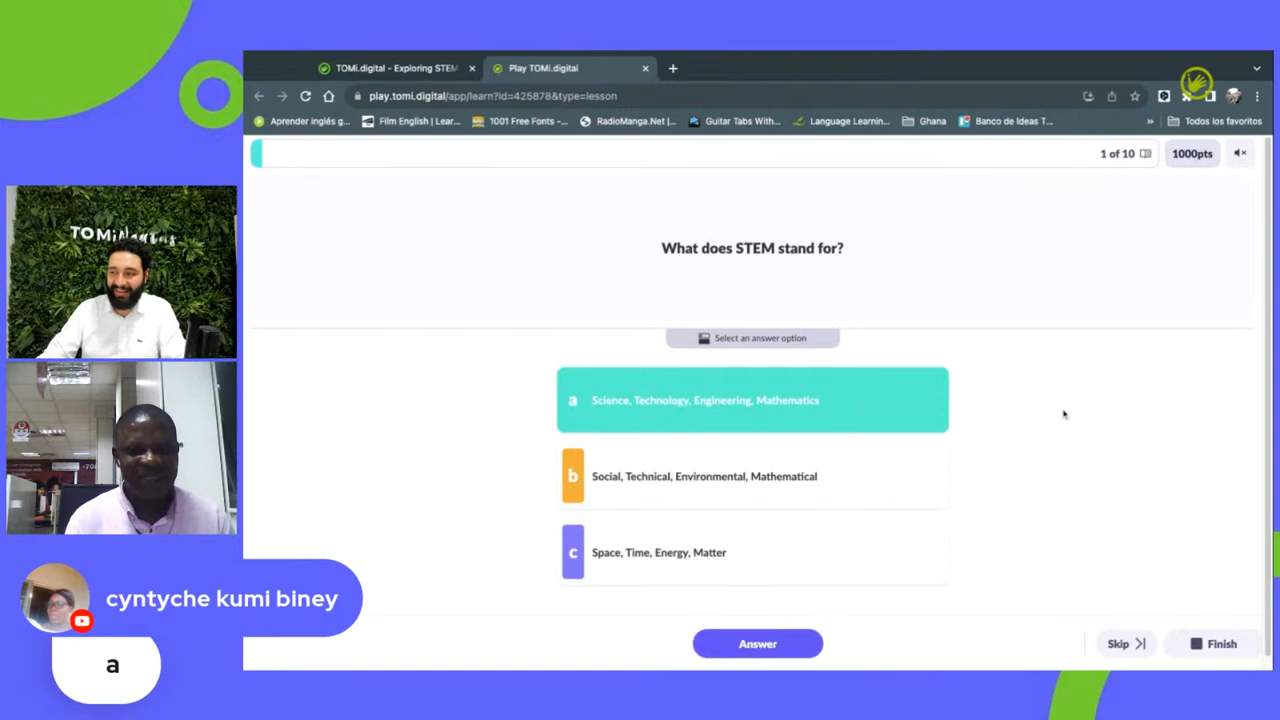 TOMi.digital - Exploring STEM
Play TOMi.digital
play.tomi.digital/app/learn?id=425878&type=lesson
Aprender inglés g...
Film English | Lear...
1001 Free Fonts -...
RadioManga.Net |...
Guitar Tabs With...
Language Learnin...
Ghana
Banco de Ideas T...
»
Todos los favoritos
1 of 10
1000pts
What does STEM stand for?
Select an answer option
a Science, Technology, Engineering, Mathematics
b Social, Technical, Environmental, Mathematical
c Space, Time, Energy, Matter
Answer
Skip
Finish
TOMi
cyntyche kumi biney
a